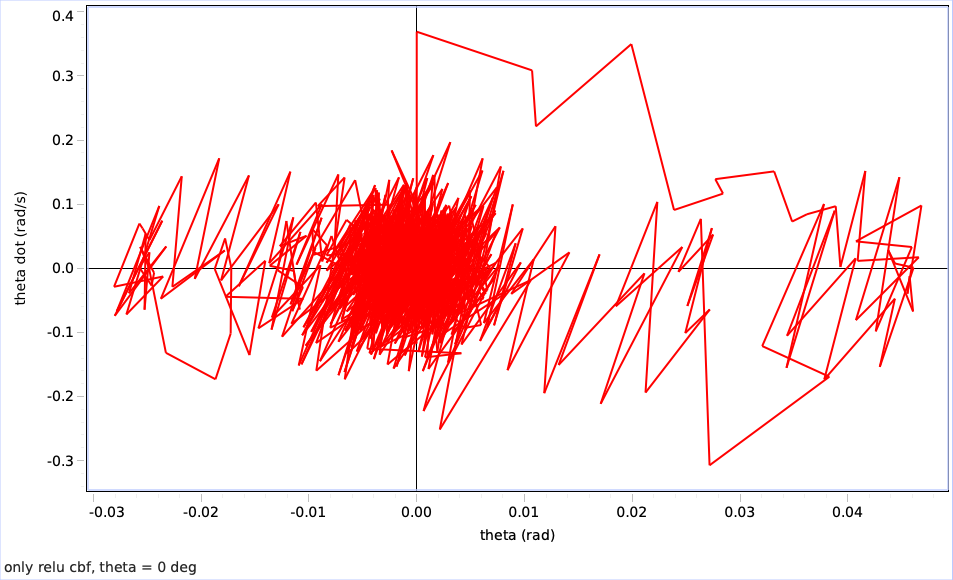 theta dot (rad/s)
0.4
0.3
0.2
0.1
0.0
-0.1
-0.2
-0.3
-0.03 -0.02 -0.01 0.00 0.01 0.02 0.03 0.04
theta (rad)
only relu cbf, theta = 0 deg